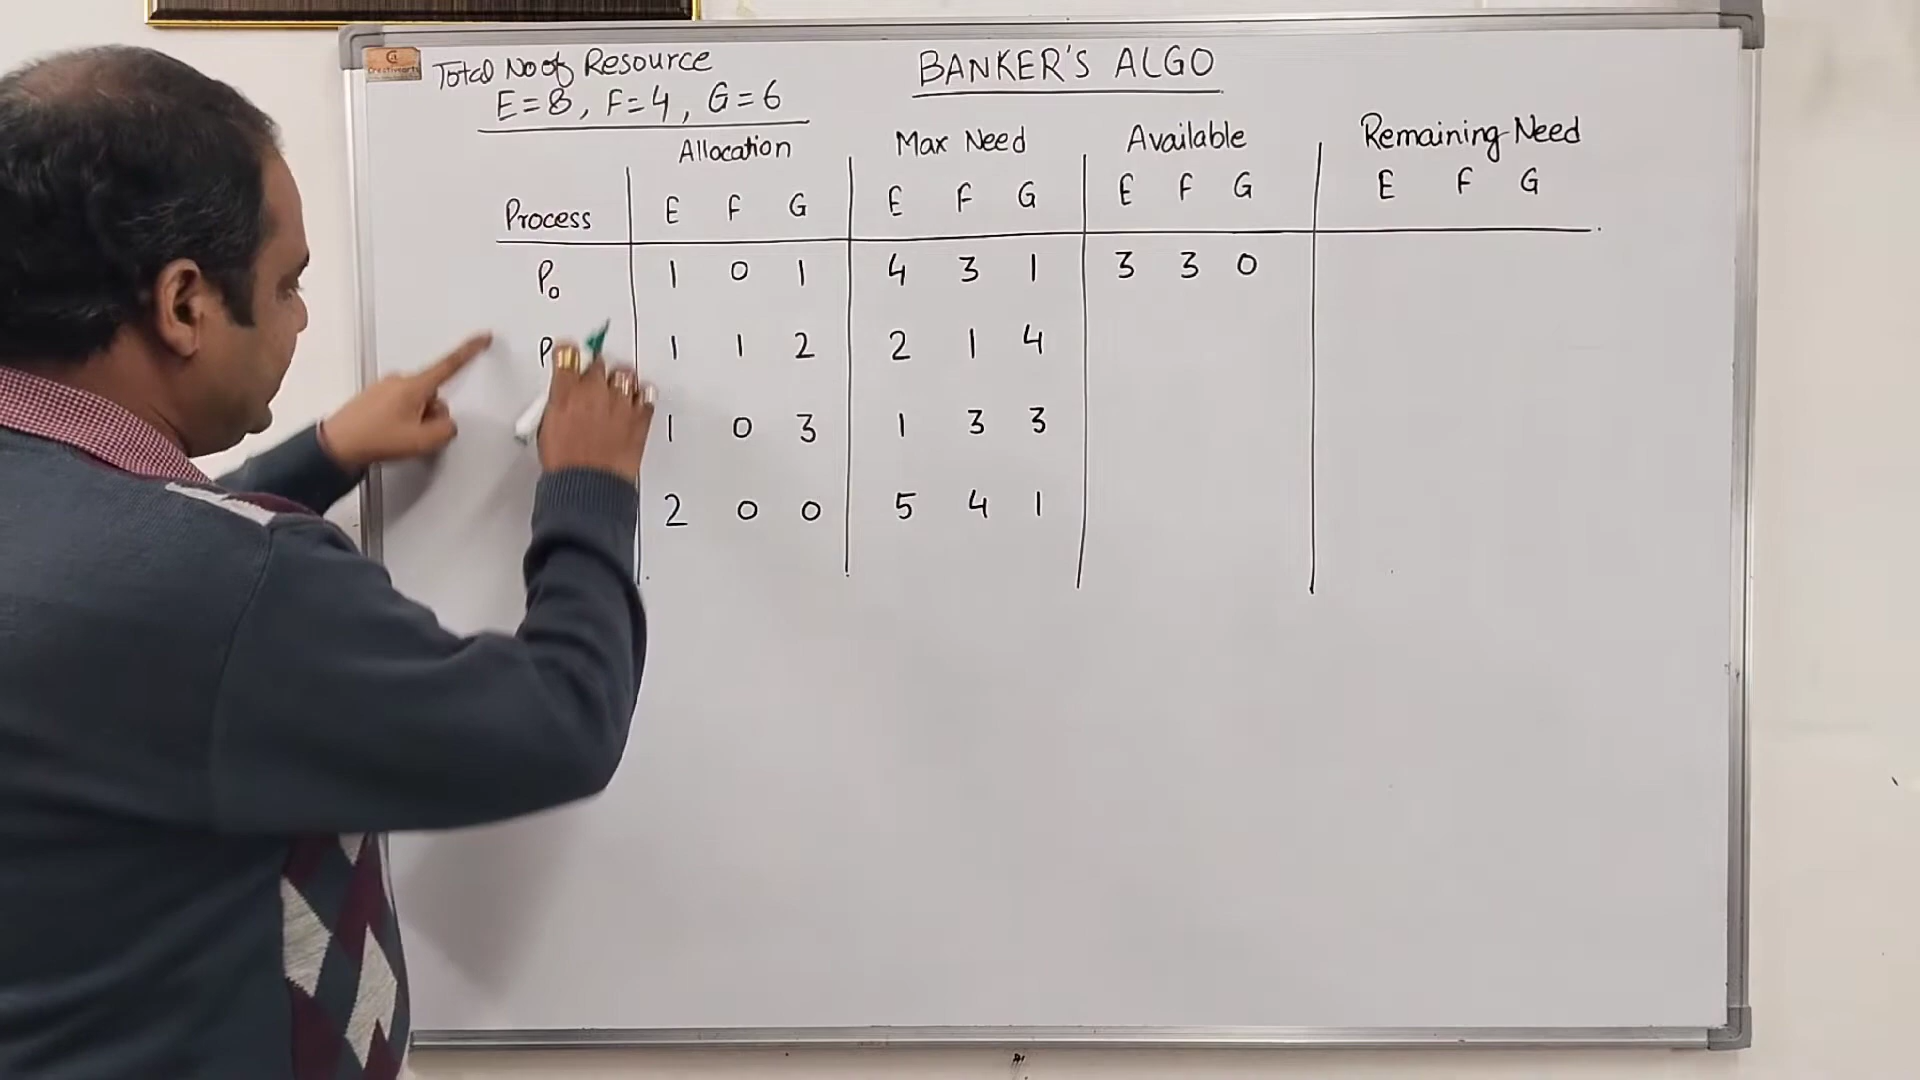 Total No of Resource
E=8, F=4, G=6
BANKER'S ALGO
Allocation Max Need Available Remaining Need
Process E F G E F G E F G E F G
P0 1 0 1 4 3 1 3 3 0
P 1 1 2 2 1 4
1 0 3 1 3 3
2 0 0 5 4 1